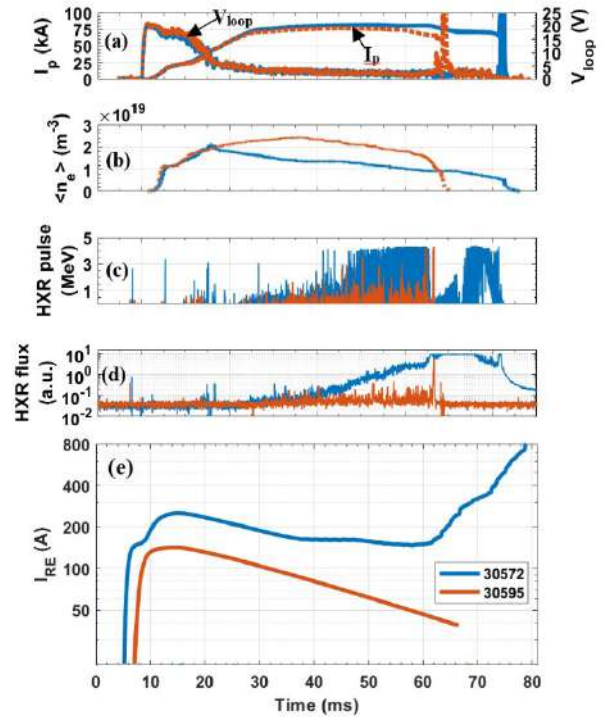 V_loop
100
75
50
25
0
I_p (kA)
(a)
I_p
25
20
15
10
5
0
V_loop (V)
×10^19
3
2
1
0
<n_e> (m^-3)
(b)
5
3
1
HXR pulse
(MeV)
(c)
10^1
10^0
10^-1
10^-2
HXR flux
(a.u.)
(d)
800
400
200
100
50
I_RE (A)
(e)
30572
30595
0 10 20 30 40 50 60 70 80
Time (ms)